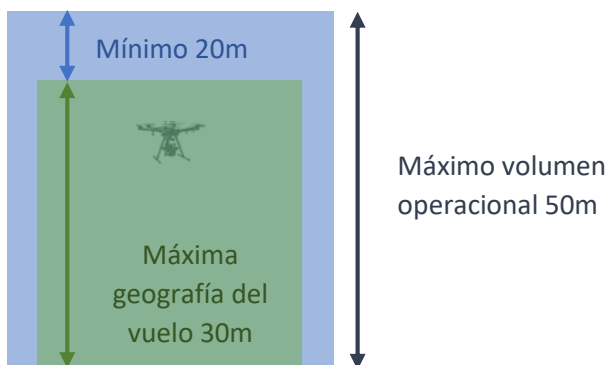 Mínimo 20m
Máximo volumen
operacional 50m
Máxima
geografía del
vuelo 30m